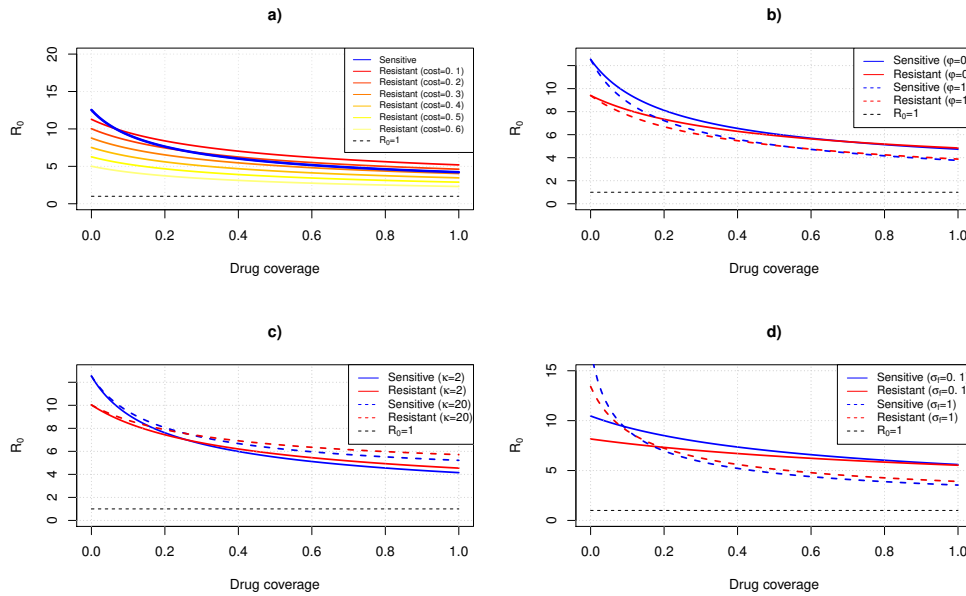 a)
20
15
10
5
0
R0
0.0 0.2 0.4 0.6 0.8 1.0
Drug coverage
Sensitive
Resistant (cost=0. 1)
Resistant (cost=0. 2)
Resistant (cost=0. 3)
Resistant (cost=0. 4)
Resistant (cost=0. 5)
Resistant (cost=0. 6)
R0=1
b)
10
8
6
4
2
0
R0
0.0 0.2 0.4 0.6 0.8 1.0
Drug coverage
Sensitive (φ=0
Resistant (φ=0
Sensitive (φ=1
Resistant (φ=1
R0=1
c)
10
8
6
4
2
0
R0
0.0 0.2 0.4 0.6 0.8 1.0
Drug coverage
Sensitive (κ=2)
Resistant (κ=2)
Sensitive (κ=20)
Resistant (κ=20)
R0=1
d)
15
10
5
0
R0
0.0 0.2 0.4 0.6 0.8 1.0
Drug coverage
Sensitive (σf=0. 1
Resistant (σf=0. 1
Sensitive (σf=1)
Resistant (σf=1)
R0=1